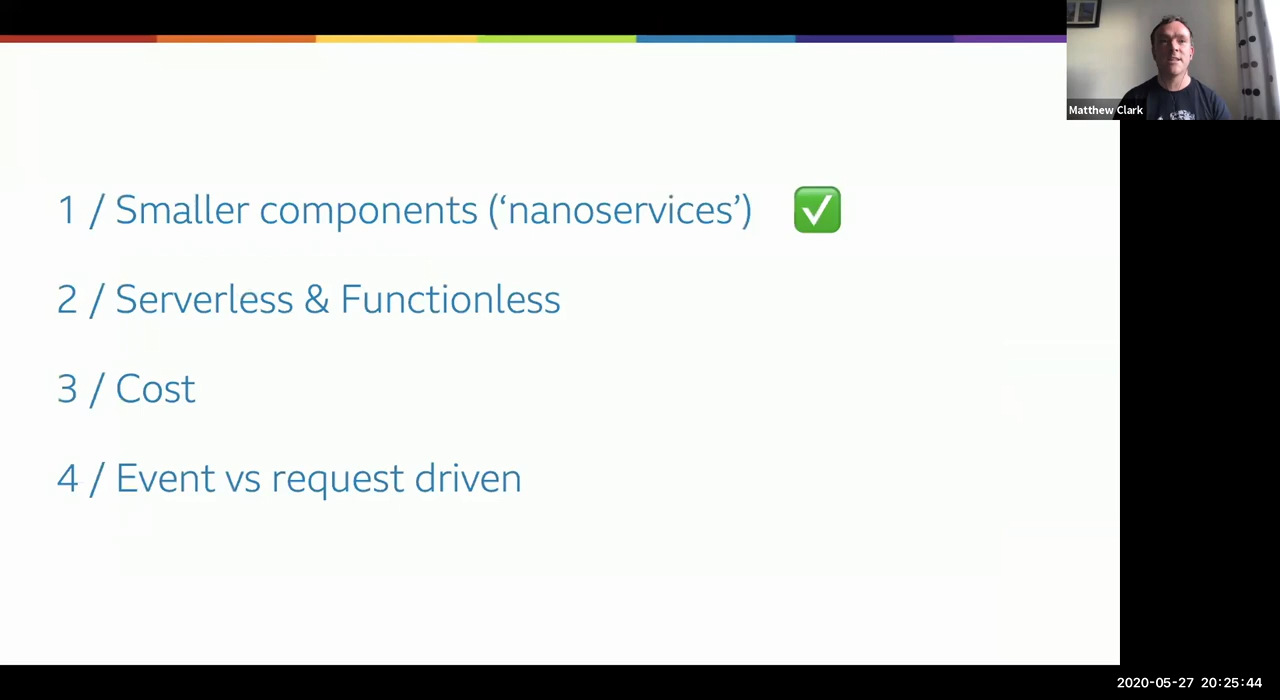 Matthew Clark
1 / Smaller components (‘nanoservices’) ✅
2 / Serverless & Functionless
3 / Cost
4 / Event vs request driven
2020-05-27 20:25:44